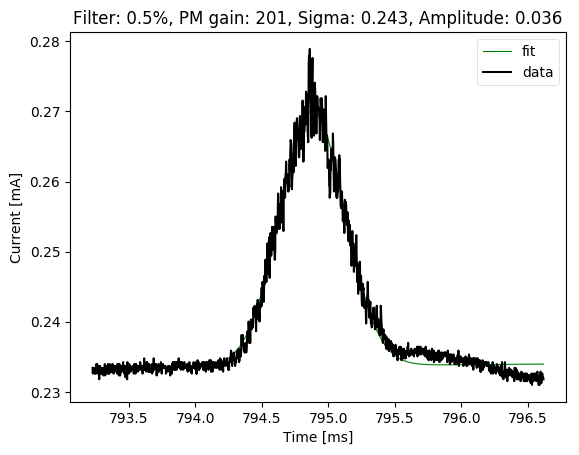 Filter: 0.5%, PM gain: 201, Sigma: 0.243, Amplitude: 0.036
fit
data
Current [mA]
0.28
0.27
0.26
0.25
0.24
0.23
793.5 794.0 794.5 795.0 795.5 796.0 796.5
Time [ms]